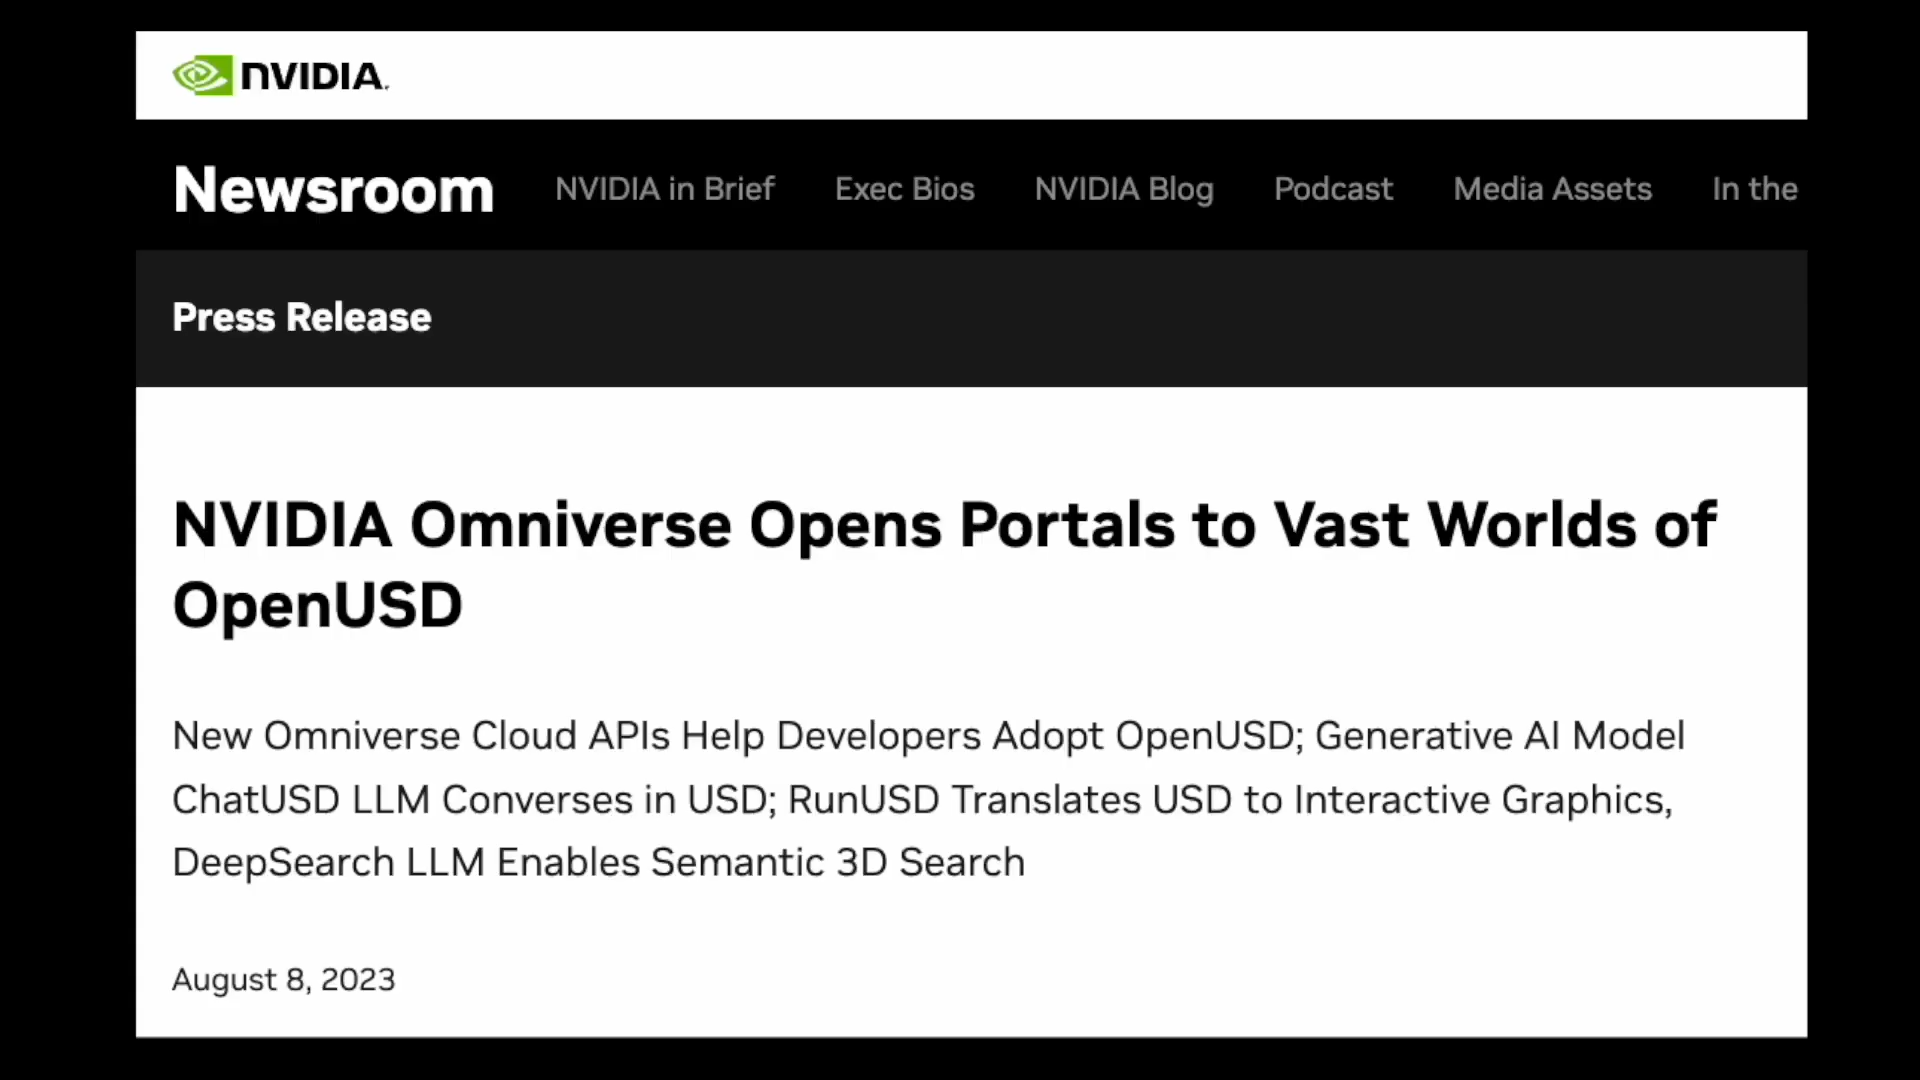 NVIDIA.
Newsroom NVIDIA in Brief Exec Bios NVIDIA Blog Podcast Media Assets In the
Press Release
NVIDIA Omniverse Opens Portals to Vast Worlds of
OpenUSD
New Omniverse Cloud APIs Help Developers Adopt OpenUSD; Generative AI Model
ChatUSD LLM Converses in USD; RunUSD Translates USD to Interactive Graphics,
DeepSearch LLM Enables Semantic 3D Search
August 8, 2023